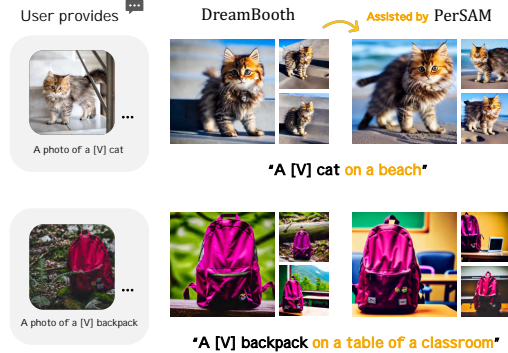 User provides
DreamBooth
Assisted by PerSAM
...
A photo of a [V] cat
"A [V] cat on a beach"
...
A photo of a [V] backpack
"A [V] backpack on a table of a classroom"